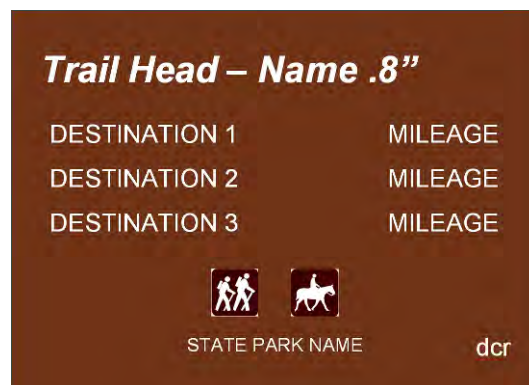 Trail Head – Name .8”
DESTINATION 1 MILEAGE
DESTINATION 2 MILEAGE
DESTINATION 3 MILEAGE
STATE PARK NAME
dcr